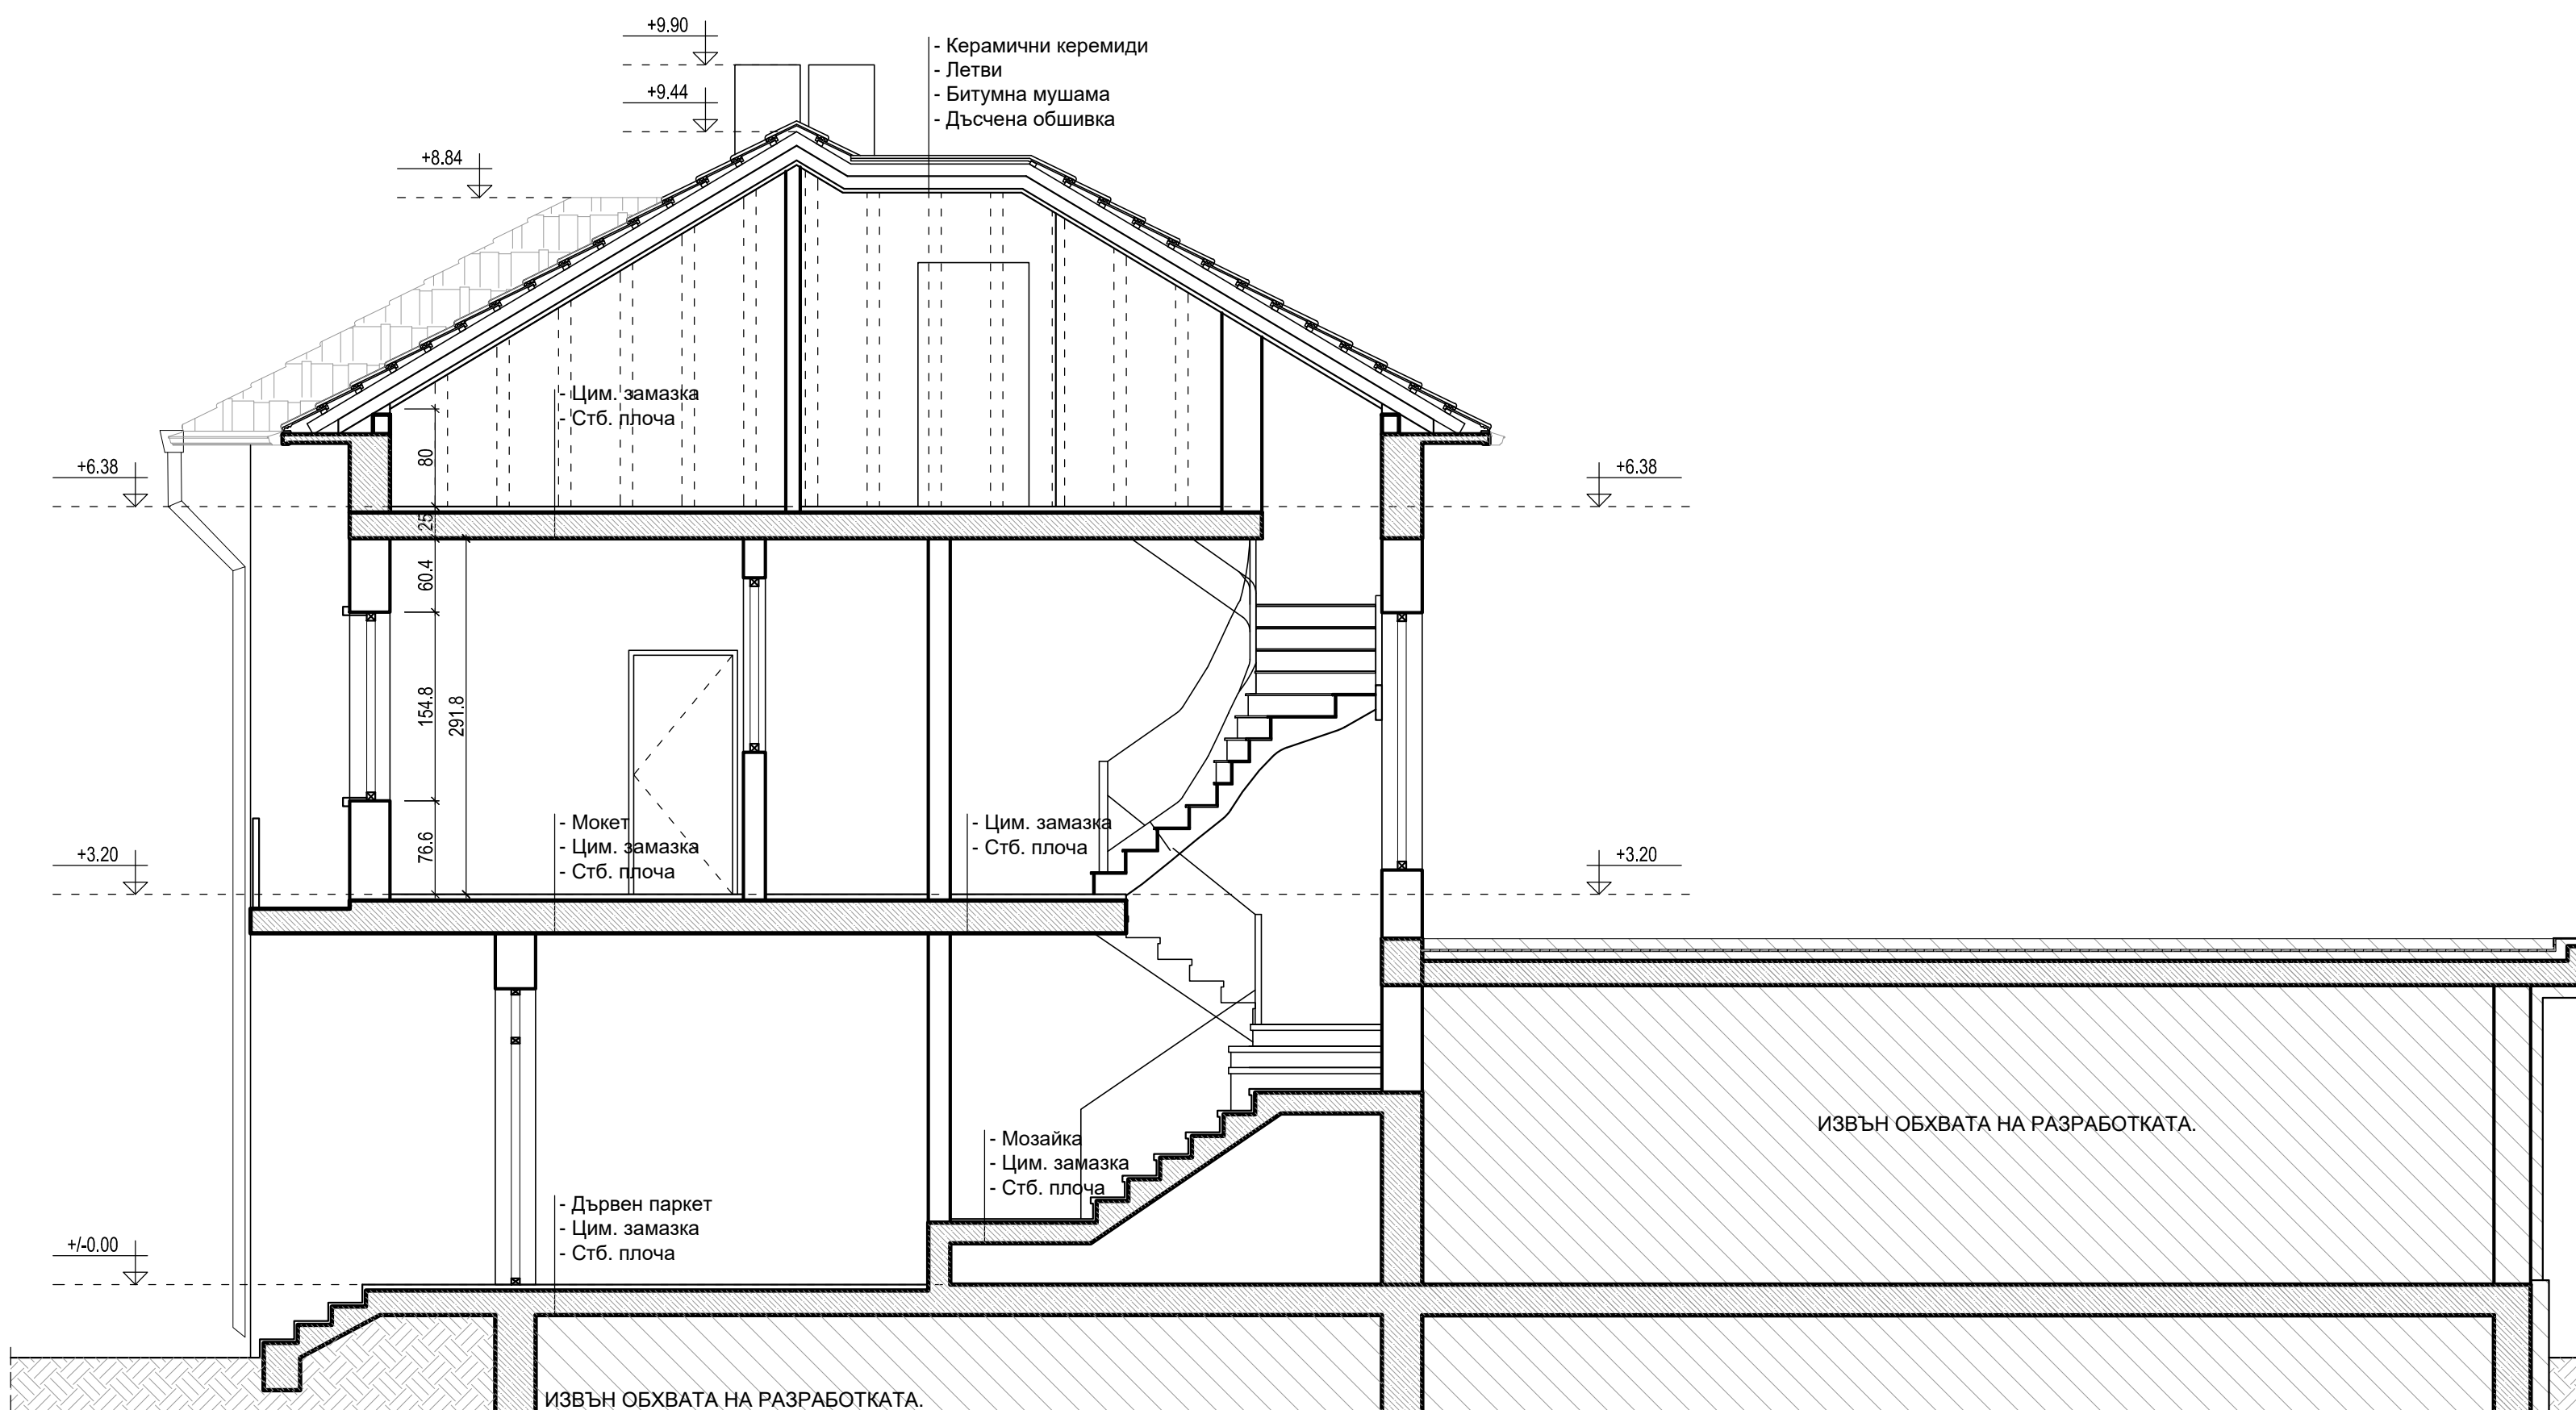 +9.90
- Керамични керемиди
- Летви
- Битумна мушама
- Дъсчена обшивка
+9.44
+8.84
- Цим. замазка
- Стб. плоча
80
+6.38
+6.38
25
60.4
154.8
291.8
76.6
- Мокет
- Цим. замазка
- Стб. плоча
- Цим. замазка
- Стб. плоча
+3.20
+3.20
- Мозайка
- Цим. замазка
- Стб. плоча
ИЗВЪН ОБХВАТА НА РАЗРАБОТКАТА.
- Дървен паркет
- Цим. замазка
- Стб. плоча
+/-0.00
ИЗВЪН ОБХВАТА НА РАЗРАБОТКАТА.